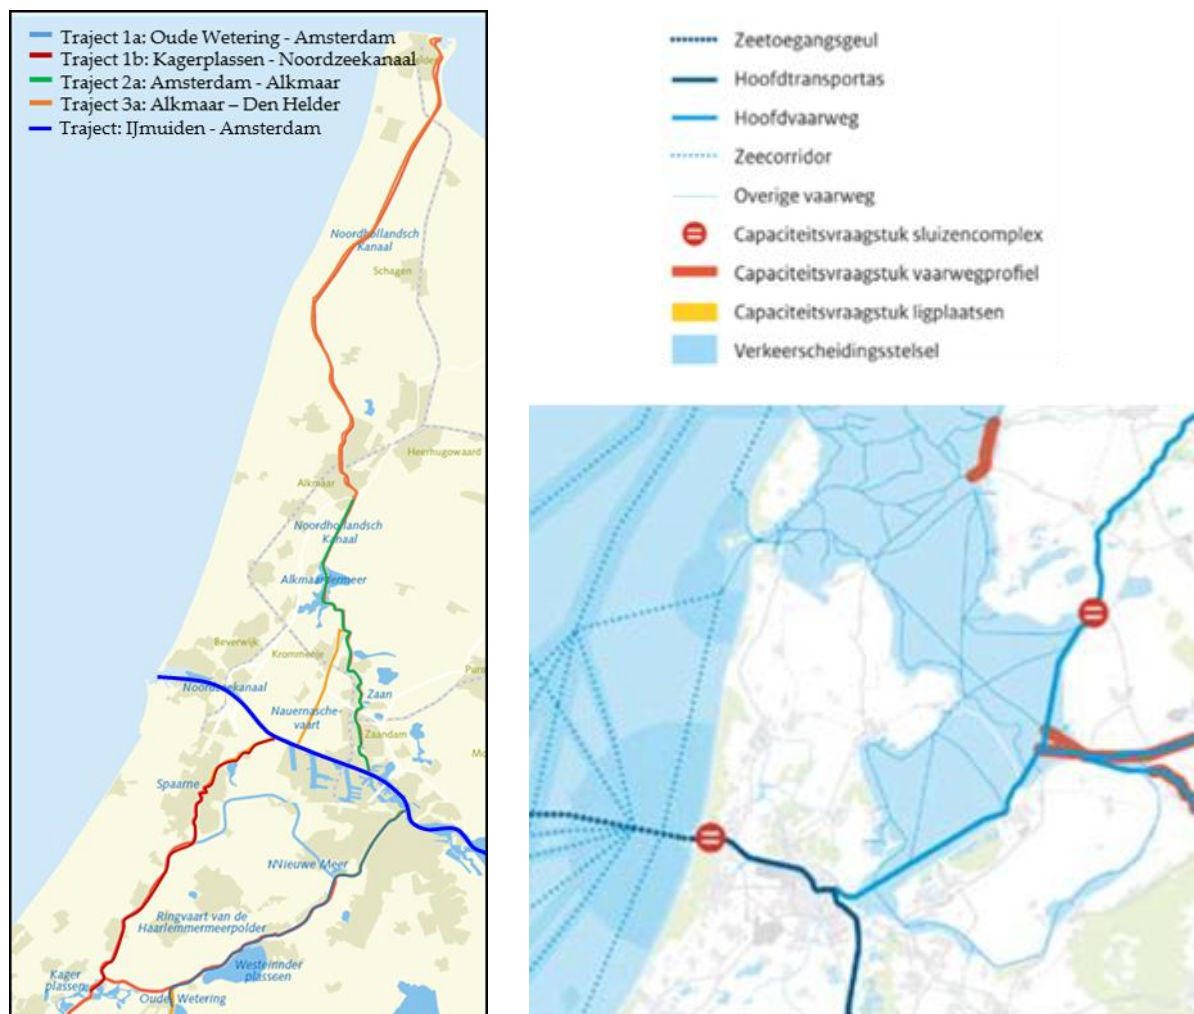 Traject 1a: Oude Wetering - Amsterdam
Traject 1b: Kagerplassen - Noordzeekanaal
Traject 2a: Amsterdam - Alkmaar
Traject 3a: Alkmaar – Den Helder
Traject: IJmuiden - Amsterdam
Noordhollandsch
Kanaal
Schagen
Heerhugowaard
Alkmaar
Noordhollandsch
Kanaal
Alkmaardermeer
Beverwijk
Krommenie
Noordzeekanaal
Zaan
Nauernasche-
vaart
Zaandam
Spaarne
Nieuwe Meer
Ringvaart van de
Haarlemmermeerpolder
Westeinder
plasseen
Kager
plassen
Oude Wetering
Zeetoegangsgeul
Hoofdtransportas
Hoofdvaarweg
Zeecorridor
Overige vaarweg
Capaciteitsvraagstuk sluizencomplex
Capaciteitsvraagstuk vaarwegprofiel
Capaciteitsvraagstuk ligplaatsen
Verkeerscheidingsstelsel